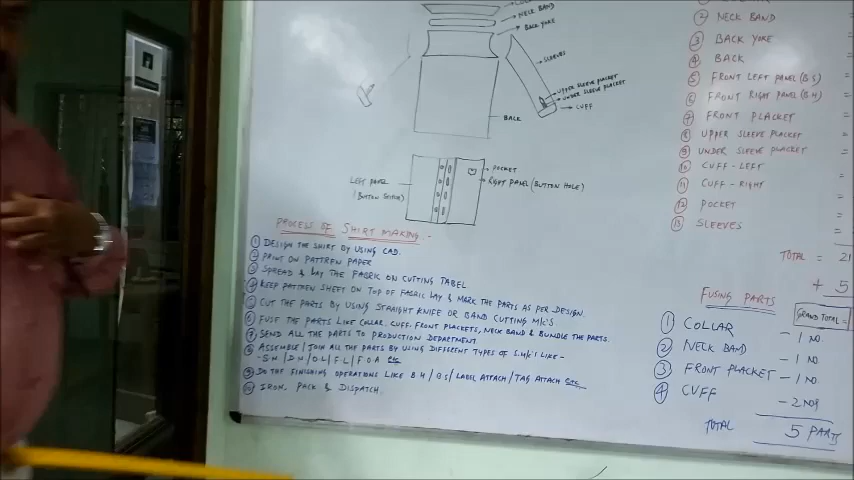 NECK BAND
BACK YOKE
SLEEVES
UPPER SLEEVE PLACKET
UNDER SLEEVE PLACKET
CUFF
BACK
POCKET
RIGHT PANEL (BUTTON HOLE)
LEFT PANEL
PROCESS OF SHIRT MAKING :-
① DESIGN THE SHIRT BY USING CAD.
② PRINT ON PATTREN PAPER
③ SPREAD & LAY THE FABRIC ON CUTTING TABEL
④ KEEP PATTREN SHEET ON TOP OF FABRIC LAY & MARK THE PARTS AS PER DESIGN.
⑤ CUT THE PARTS BY USING STRAIGHT KNIFE OR BAND CUTTING M/C'S
⑥ FUSE THE PARTS LIKE COLLAR, CUFF, FRONT PLACKETS, NECK BAND & BUNDLE THE PARTS.
⑦ SEND ALL THE PARTS TO PRODUCTION DEPARTMENT.
⑧ ASSEMBLE / JOIN ALL THE PARTS BY USING DIFFERENT TYPES OF S.M/C'S LIKE -
- SN / DN / O/L / F/L / F O A etc
⑨ DO THE FINISHING OPERATIONS LIKE B.H / B.S / LABEL ATTACH / TAG ATTACH etc
⑩ IRON, PACK & DISPATCH.
② NECK BAND
③ BACK YOKE
④ BACK
⑤ FRONT LEFT PANEL (B.S)
⑥ FRONT RIGHT PANEL (B.H)
⑦ FRONT PLACKET
⑧ UPPER SLEEVE PLACKET
⑨ UNDER SLEEVE PLACKET
⑩ CUFF - LEFT
⑪ CUFF - RIGHT
⑫ POCKET
⑬ SLEEVES
TOTAL = 21
+ 5
GRAND TOTAL =
FUSING PARTS
① COLLAR - 1 NO.
② NECK BAND - 1 NO.
③ FRONT PLACKET - 1 NO.
④ CUFF - 2 NOS
TOTAL 5 PARTS